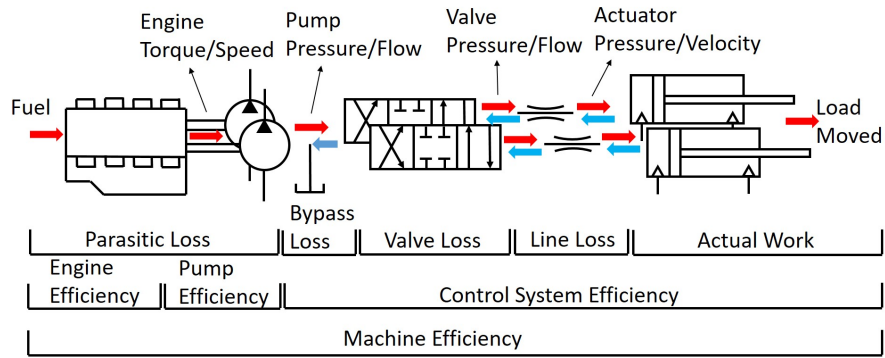 Engine
Torque/Speed
Pump
Pressure/Flow
Valve
Pressure/Flow
Actuator
Pressure/Velocity
Fuel
Load
Moved
Parasitic Loss
Bypass
Loss
Valve Loss
Line Loss
Actual Work
Engine
Efficiency
Pump
Efficiency
Control System Efficiency
Machine Efficiency